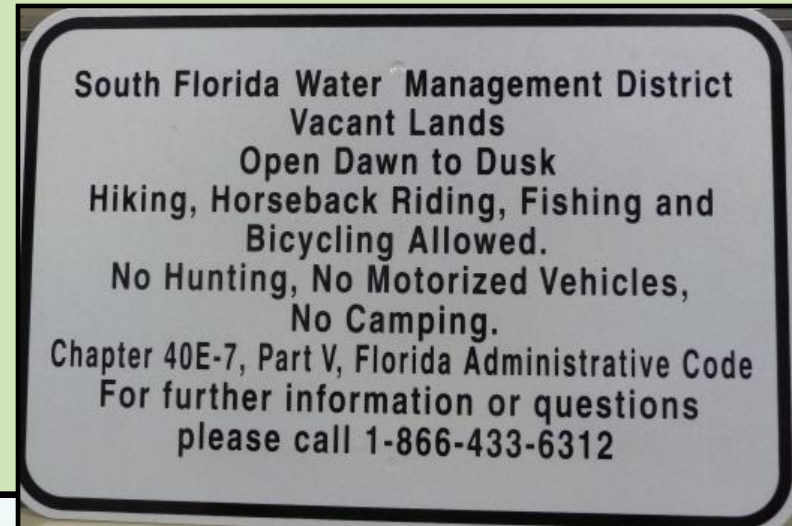 South Florida Water Management District
Vacant Lands
Open Dawn to Dusk
Hiking, Horseback Riding, Fishing and
Bicycling Allowed.
No Hunting, No Motorized Vehicles,
No Camping.
Chapter 40E-7, Part V, Florida Administrative Code
For further information or questions
please call 1-866-433-6312